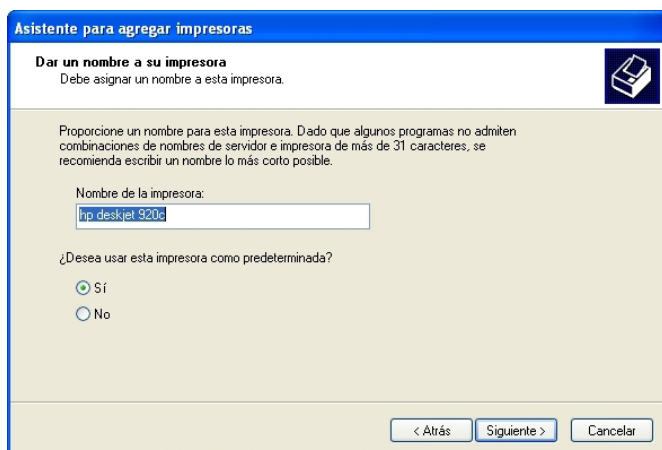 Asistente para agregar impresoras
Dar un nombre a su impresora
Debe asignar un nombre a esta impresora.
Proporcione un nombre para esta impresora. Dado que algunos programas no admiten
combinaciones de nombres de servidor e impresora de más de 31 caracteres, se
recomienda escribir un nombre lo más corto posible.
Nombre de la impresora:
hp deskjet 920c
¿Desea usar esta impresora como predeterminada?
Sí
No
< Atrás
Siguiente >
Cancelar